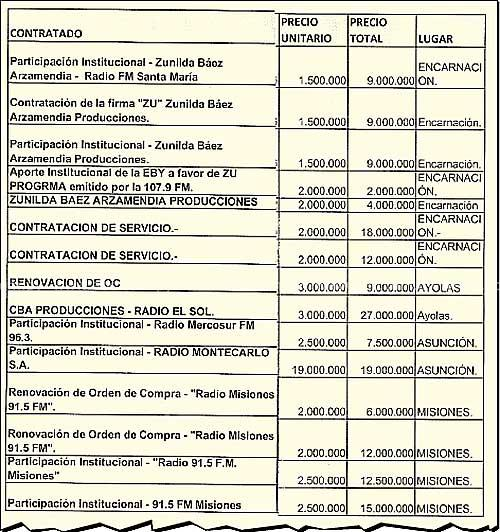 CONTRATADO PRECIO UNITARIO PRECIO TOTAL LUGAR
Participación Institucional - Zunilda Báez
Arzamendia - Radio FM Santa María 1.500.000 9.000.000 ENCARNACI
ÓN.
Contratación de la firma "ZU" Zunilda Báez
Arzamendia Producciones. 1.500.000 9.000.000 Encarnación.
Participación Institucional - Zunilda Báez
Arzamendia Producciones. 1.500.000 9.000.000 Encarnación.
Aporte Institucional de la EBY a favor de ZU
PROGRMA emitido por la 107.9 FM. 2.000.000 2.000.000 ENCARNACI
ÓN.
ZUNILDA BAEZ ARZAMENDIA PRODUCCIONES 2.000.000 4.000.000 Encarnación
CONTRATACION DE SERVICIO.- 2.000.000 18.000.000 ENCARNACI
ÓN.-
CONTRATACION DE SERVICIO.- 2.000.000 12.000.000 ENCARNACI
ÓN.
RENOVACION DE OC 3.000.000 9.000.000 AYOLAS
CBA PRODUCCIONES - RADIO EL SOL. 3.000.000 27.000.000 Ayolas.
Participación Institucional - Radio Mercosur FM
96.3. 2.500.000 7.500.000 ASUNCIÓN.
Participación Institucional - RADIO MONTECARLO
S.A. 19.000.000 19.000.000 ASUNCIÓN.
Renovación de Orden de Compra - "Radio Misiones
91.5 FM". 2.000.000 6.000.000 MISIONES.
Renovación de Orden de Compra - "Radio Misiones
91.5 FM". 2.000.000 12.000.000 MISIONES.
Participación Institucional - "Radio 91.5 F.M.
Misiones" 2.500.000 12.500.000 MISIONES.
Participación Institucional - 91.5 FM Misiones 2.500.000 15.000.000 MISIONES.